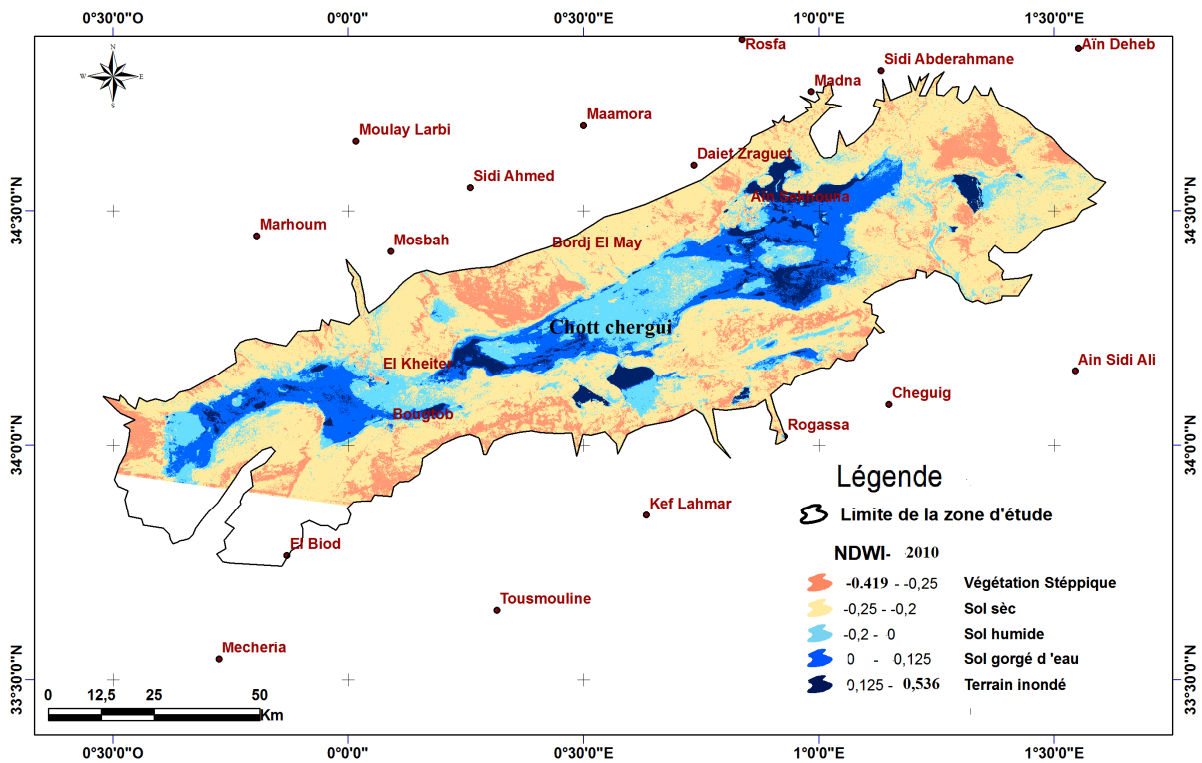 0°30'0"O 0°0'0" 0°30'0"E 1°0'0"E 1°30'0"E
N
W E
S
Rosfa
Aïn Deheb
Sidi Abderahmane
Madna
Maamora
Moulay Larbi
Daiet Zraguet
Sidi Ahmed
Ain Sekhouna
34°30'0"N 34°30'0"N
Marhoum
Mosbah
Bordj El May
Chott chergui
El Kheiter
Ain Sidi Ali
Cheguig
Bougtob
Rogassa
34°0'0"N 34°0'0"N
Kef Lahmar
El Biod
Tousmouline
Mecheria
33°30'0"N 33°30'0"N
Légende
Limite de la zone d'étude
NDWI- 2010
-0.419 - -0,25 Végétation Stéppique
-0,25 - -0,2 Sol sèc
-0,2 - 0 Sol humide
0 - 0,125 Sol gorgé d 'eau
0,125 - 0,536 Terrain inondé
0 12,5 25 50
Km
0°30'0"O 0°0'0" 0°30'0"E 1°0'0"E 1°30'0"E